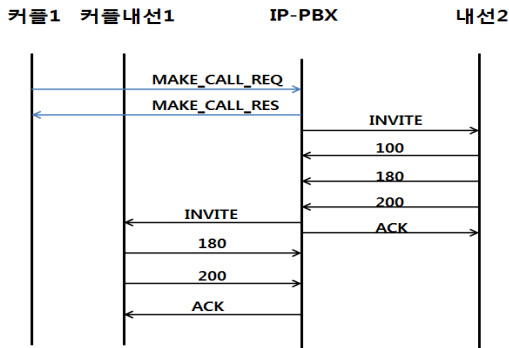 커플1 커플내선1 IP-PBX 내선2
MAKE_CALL_REQ
MAKE_CALL_RES
INVITE
100
180
200
INVITE
ACK
180
200
ACK